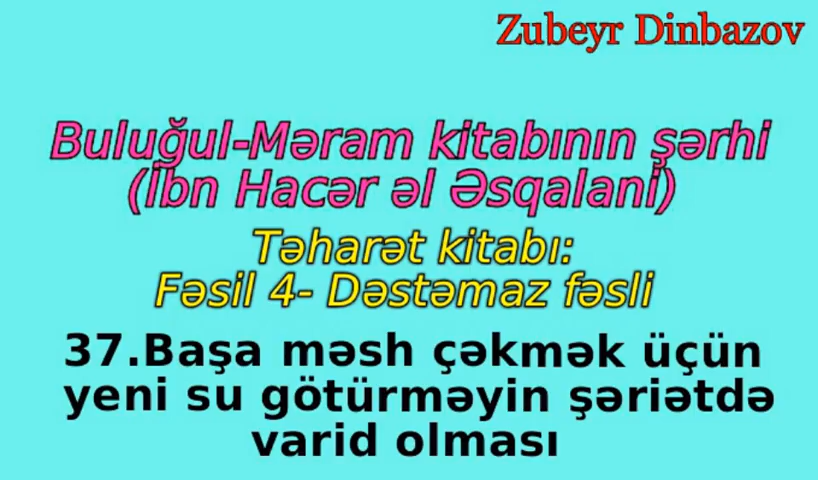 Zubeyr Dinbazov
Buluğul-Məram kitabının şərhi
(İbn Hacər əl Əsqalani)
Təharət kitabı:
Fəsil 4- Dəstəmaz fəsli
37.Başa məsh çəkmək üçün
yeni su götürməyin şəriətdə
varid olması